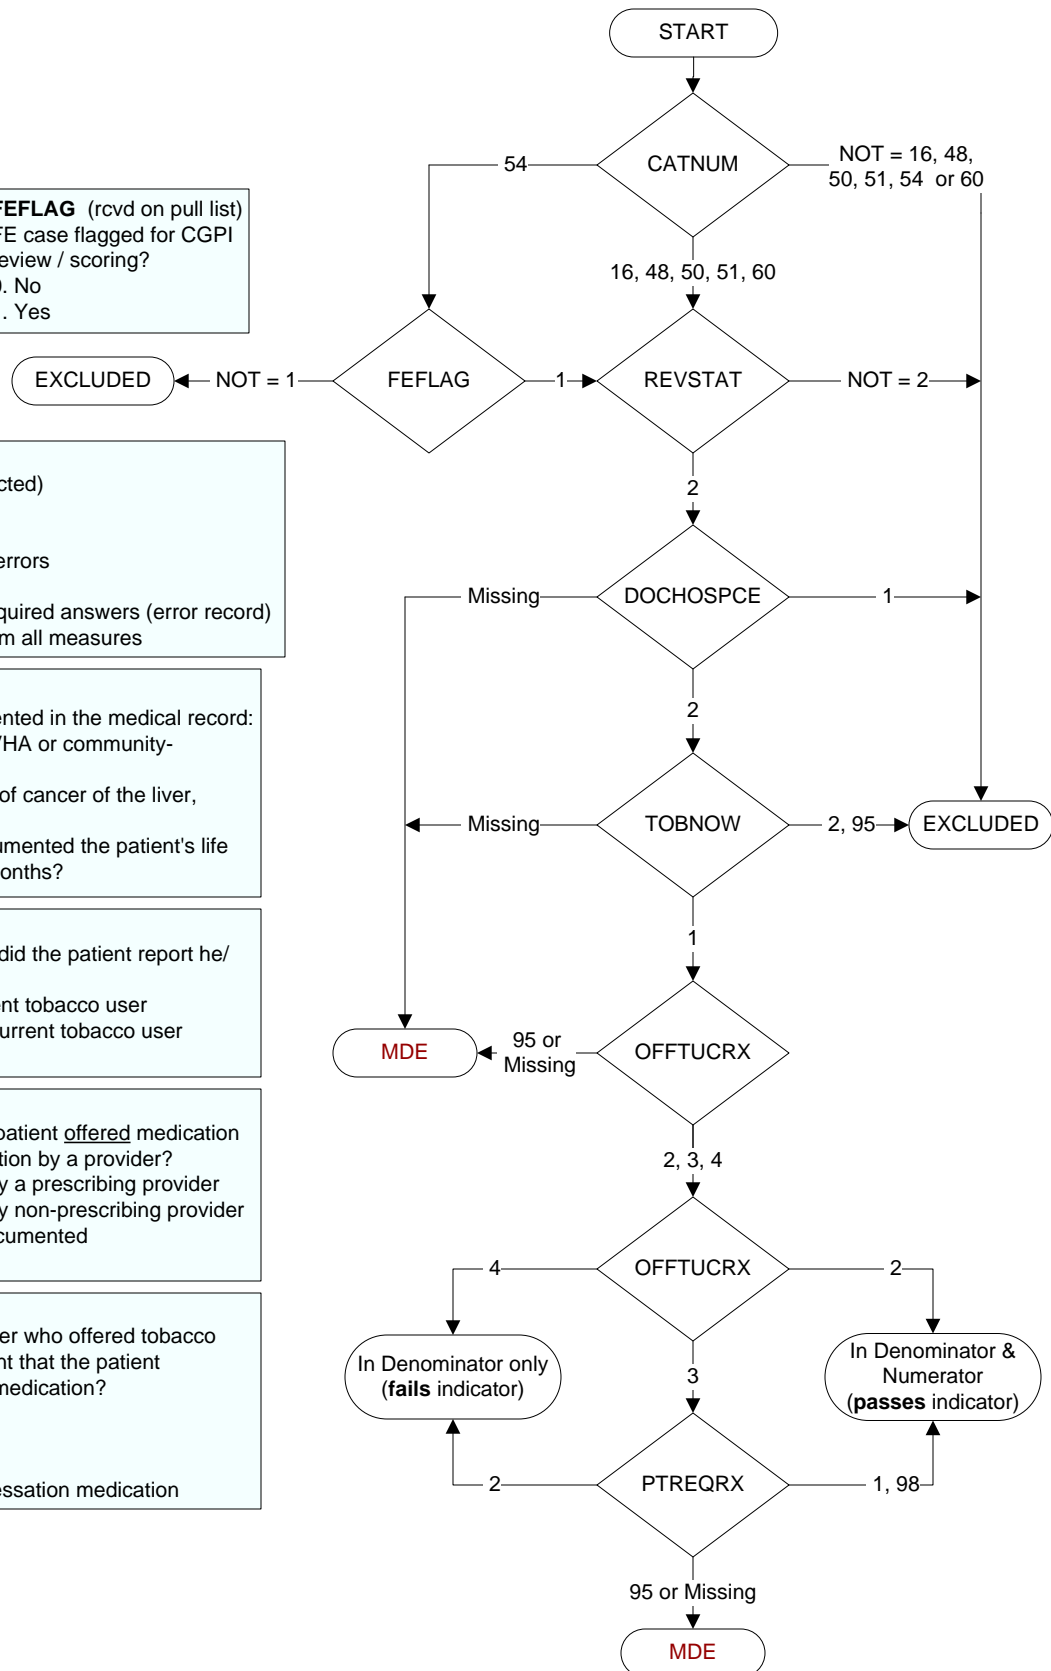 START
CATNUM
54
NOT = 16, 48,
50, 51, 54 or 60
16, 48, 50, 51, 60
FEFLAG (rcvd on pull list)
FE case flagged for CGPI
review / scoring?
0. No
1. Yes
EXCLUDED
NOT = 1
FEFLAG
1
REVSTAT
NOT = 2
2
cted)
errors
quired answers (error record)
m all measures
Missing
DOCHOSPCE
1
2
ented in the medical record:
VHA or community-
of cancer of the liver,
umented the patient's life
onths?
Missing
TOBNOW
2, 95
EXCLUDED
1
did the patient report he/
ent tobacco user
urrent tobacco user
MDE
95 or
Missing
OFFTUCRX
2, 3, 4
patient offered medication
tion by a provider?
y a prescribing provider
y non-prescribing provider
cumented
4
OFFTUCRX
2
3
In Denominator only
(fails indicator)
In Denominator &
Numerator
(passes indicator)
er who offered tobacco
nt that the patient
medication?
essation medication
2
PTREQRX
1, 98
95 or Missing
MDE